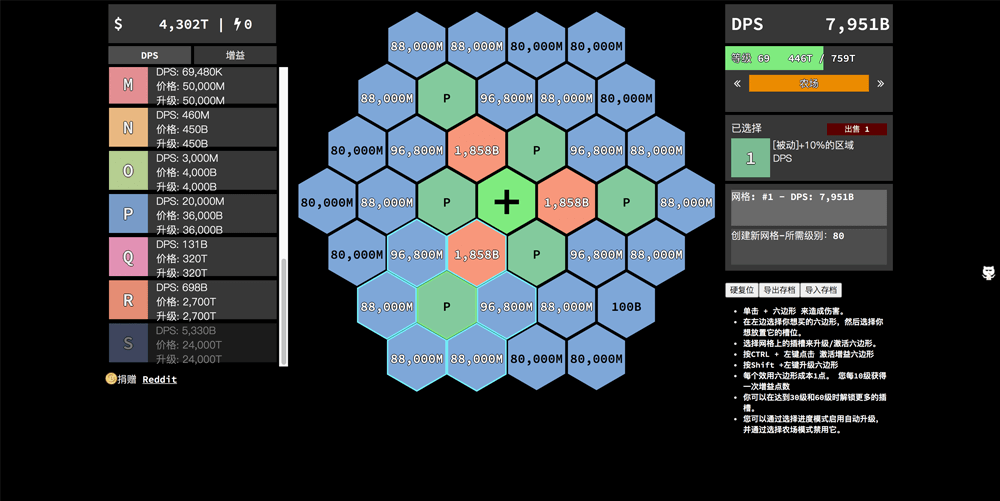 $ 4,302T | 0
DPS 增益
M DPS: 69,480K
价格: 50,000M
升级: 50,000M
N DPS: 460M
价格: 450B
升级: 450B
O DPS: 3,000M
价格: 4,000B
升级: 4,000B
P DPS: 20,000M
价格: 36,000B
升级: 36,000B
Q DPS: 131B
价格: 320T
升级: 320T
R DPS: 698B
价格: 2,700T
升级: 2,700T
S DPS: 5,330B
价格: 24,000T
升级: 24,000T
捐赠 Reddit
88,000M 88,000M 80,000M 80,000M
88,000M P 96,800M 88,000M 80,000M
80,000M 96,800M 1,858B P 96,800M 88,000M
80,000M 88,000M P + 1,858B P 88,000M
80,000M 96,800M 1,858B P 96,800M 88,000M
88,000M P 96,800M 88,000M 100B
88,000M 88,000M 80,000M 80,000M
DPS 7,951B
等级 69 446T / 759T
« 农场 »
已选择 出售 1
1 [被动]+10%的区域
DPS
网格: #1 - DPS: 7,951B
创建新网格-所需级别: 80
硬复位 导出存档 导入存档
• 单击 + 六边形 来造成伤害。
• 在左边选择你想买的六边形，然后选择你
想放置它的槽位。
• 选择网格上的插槽来升级/激活六边形。
• 按CTRL + 左键点击 激活增益六边形
• 按Shift +左键升级六边形
• 每个效用六边形成本1点。 您每10级获得
一次增益点数
• 你可以在达到30级和60级时解锁更多的插
槽。
• 您可以通过选择进度模式启用自动升级，
并通过选择农场模式禁用它。